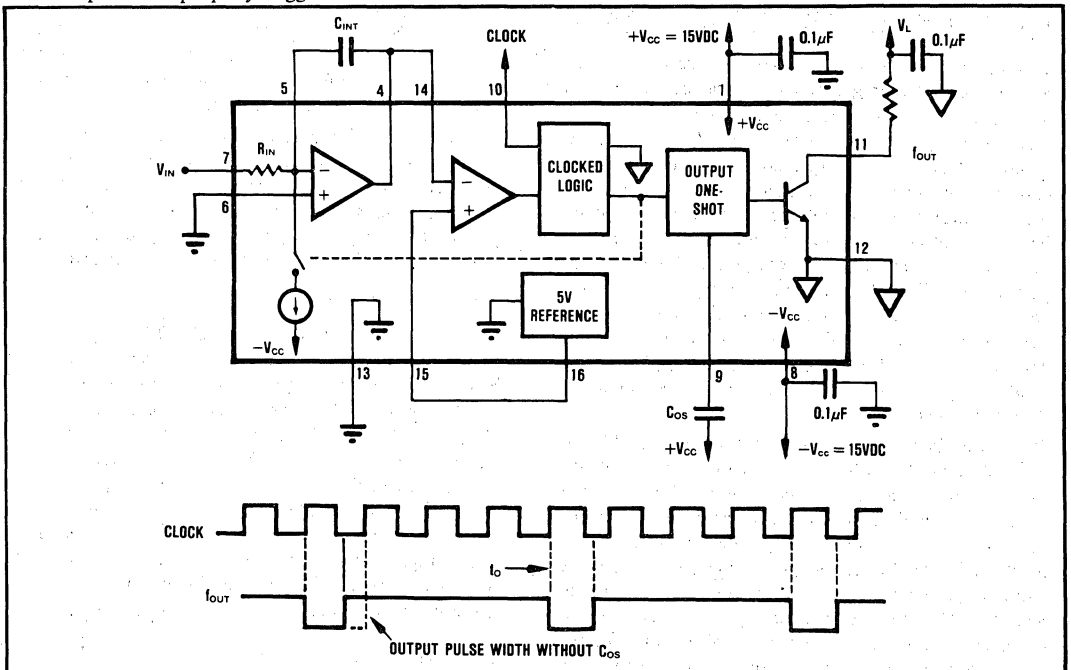 C_INT
CLOCK
+V_CC = 15VDC
0.1µF
V_L
0.1µF
5
4
14
10
1
+V_CC
7
R_IN
V_IN
−
+
6
−
+
CLOCKED
LOGIC
OUTPUT
ONE-
SHOT
11
f_OUT
12
5V
REFERENCE
−V_CC
−V_CC
13
15
16
9
8
0.1µF
C_OS
+V_CC
−V_CC = 15VDC
CLOCK
t_O
f_OUT
OUTPUT PULSE WIDTH WITHOUT C_OS